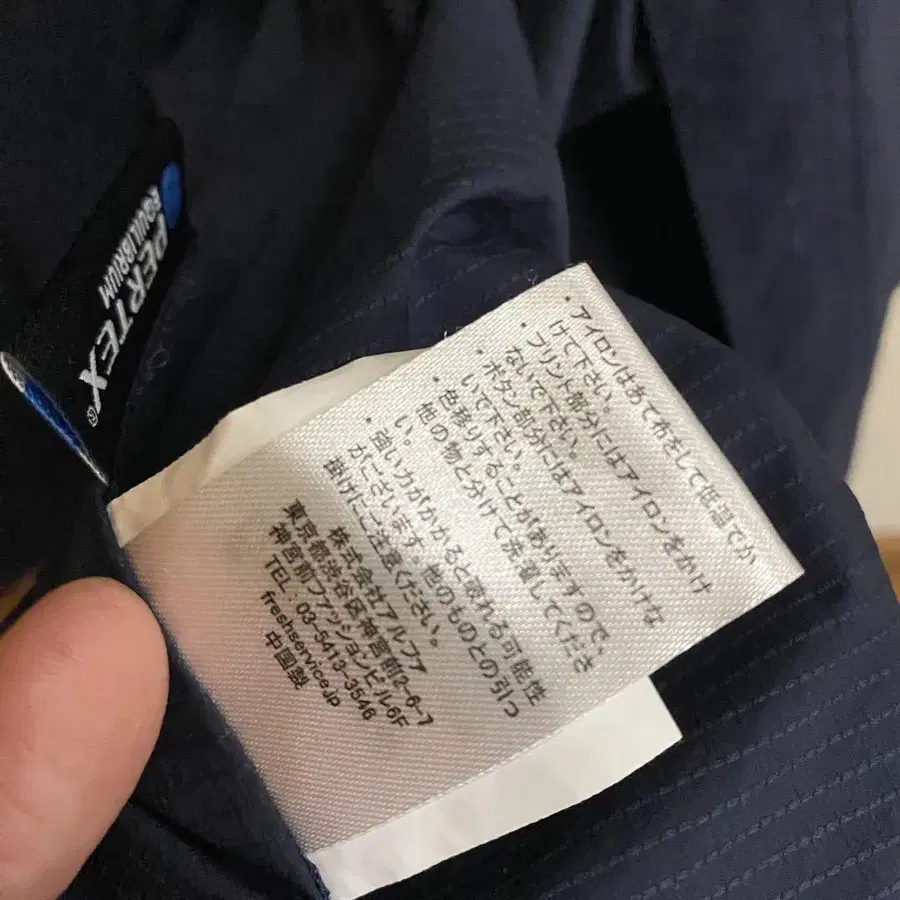 PERTEX®
EQUILIBRIUM
・アイロンはあて布をして低温でか
けて下さい。
・プリント部分にはアイロンをかけ
ないで下さい。
・ボタン部分にはアイロンをかけな
いで下さい。
・色移りすることがありますので、
他の物と分けて洗濯してくださ
い。
・強い力がかかると破れる可能性
がございます。他のものとの引っ
掛けにご注意ください。
株式会社アルファ
東京都渋谷区神宮前2-6-7
神宮前ファッションビル6F
TEL:03-5413-3546
freshservice.jp
中国製